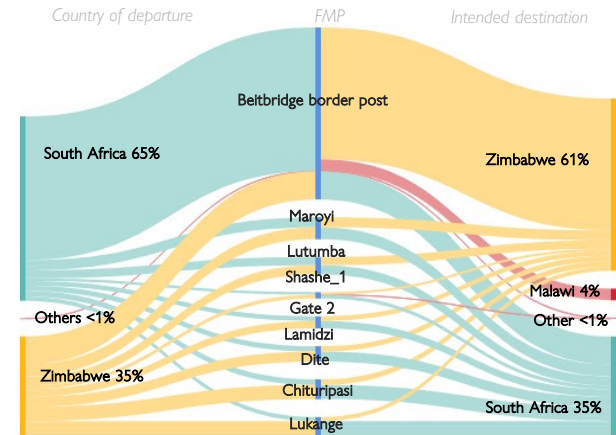 Country of departure
FMP
Intended destination
Beitbridge border post
South Africa 65%
Zimbabwe 61%
Maroyi
Lutumba
Shashe_1
Malawi 4%
Gate 2
Others <1%
Other <1%
Lamidzi
Dite
Zimbabwe 35%
Chituripasi
South Africa 35%
Lukange